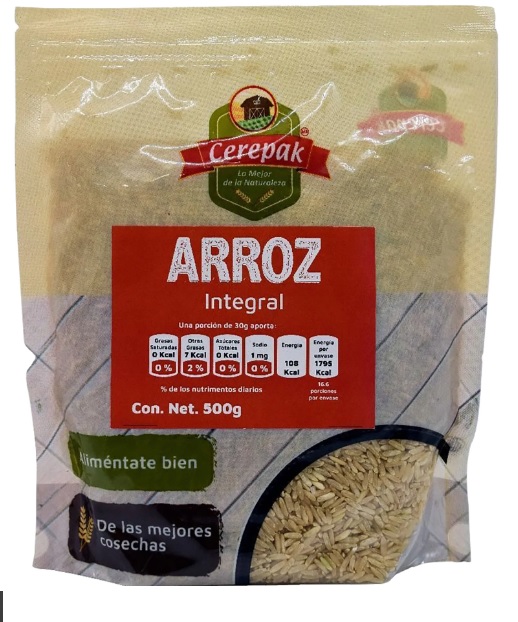 Cerepak
®
La Mejor
de la Naturaleza
ARROZ
Integral
Una porción de 30g aporta:
Grasas Saturadas 0 Kcal 0 %
Otras Grasas 7 Kcal 2 %
Azúcares Totales 0 Kcal 0 %
Sodio 1 mg 0 %
Energía 108 Kcal
Energía por envase 1795 Kcal
% de los nutrimentos diarios
16.6 porciones por envase
Con. Net. 500g
Aliméntate bien
De las mejores
cosechas